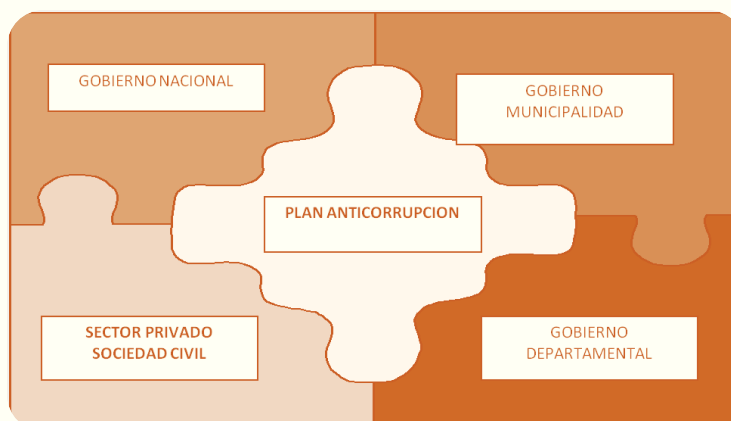 GOBIERNO NACIONAL
GOBIERNO
MUNICIPALIDAD
PLAN ANTICORRUPCION
SECTOR PRIVADO
SOCIEDAD CIVIL
GOBIERNO
DEPARTAMENTAL